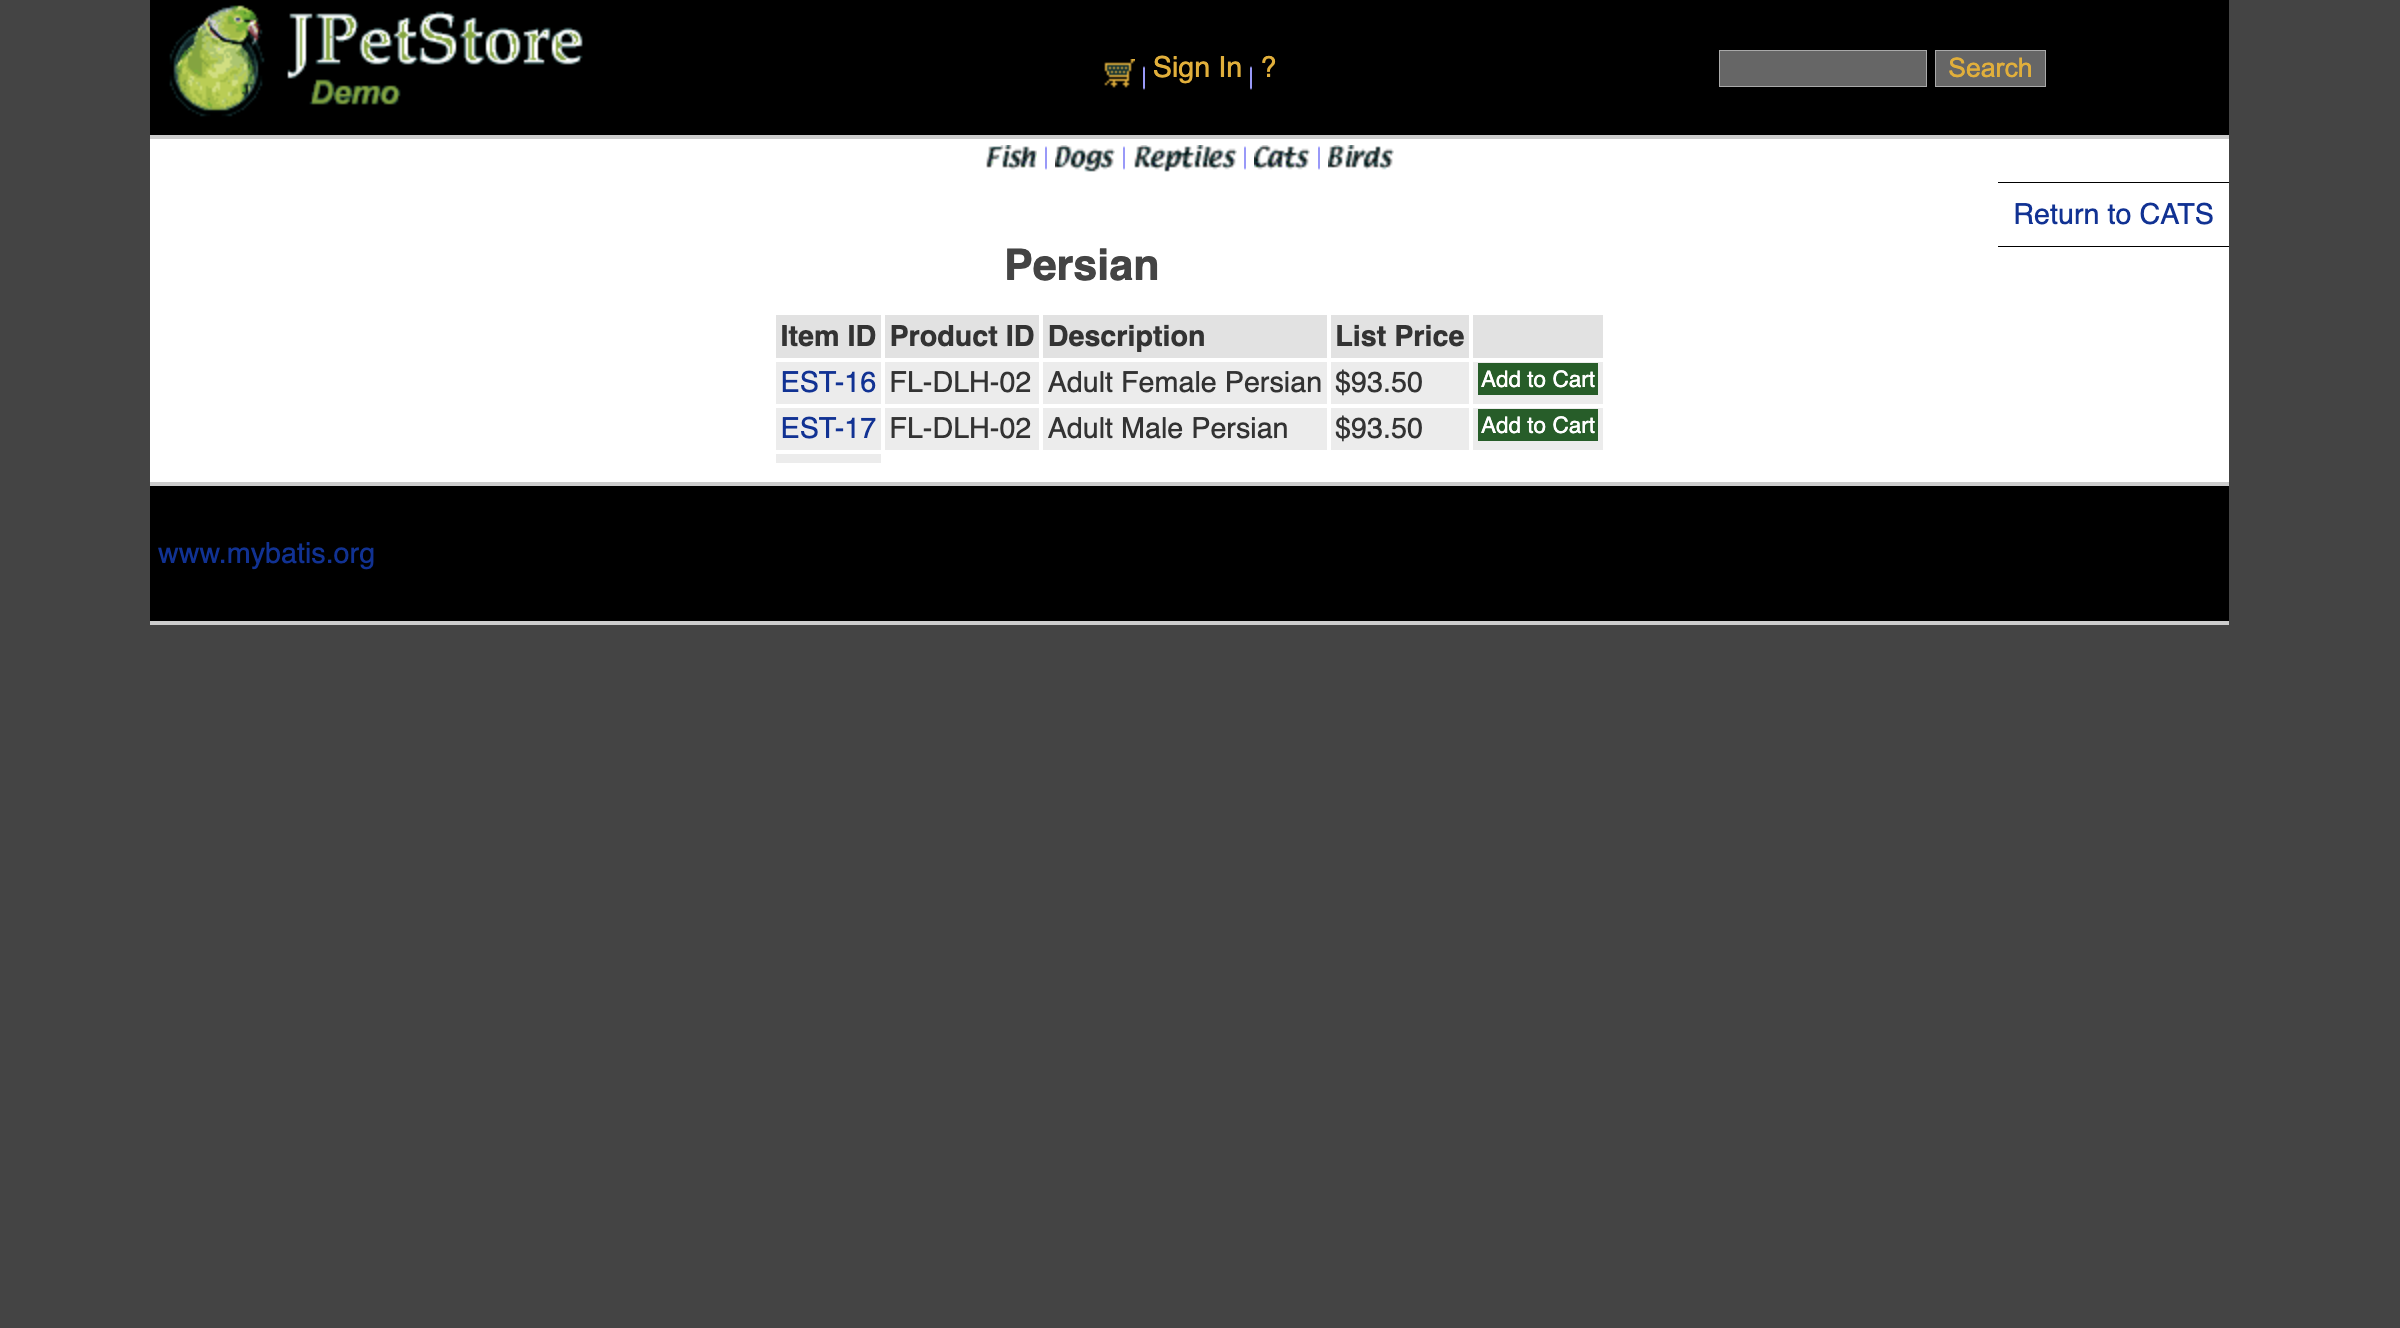 JPetStore
Demo
Sign In ?
Search
Fish Dogs Reptiles Cats Birds
Return to CATS
Persian
Item ID Product ID Description List Price
EST-16 FL-DLH-02 Adult Female Persian $93.50 Add to Cart
EST-17 FL-DLH-02 Adult Male Persian $93.50 Add to Cart
www.mybatis.org